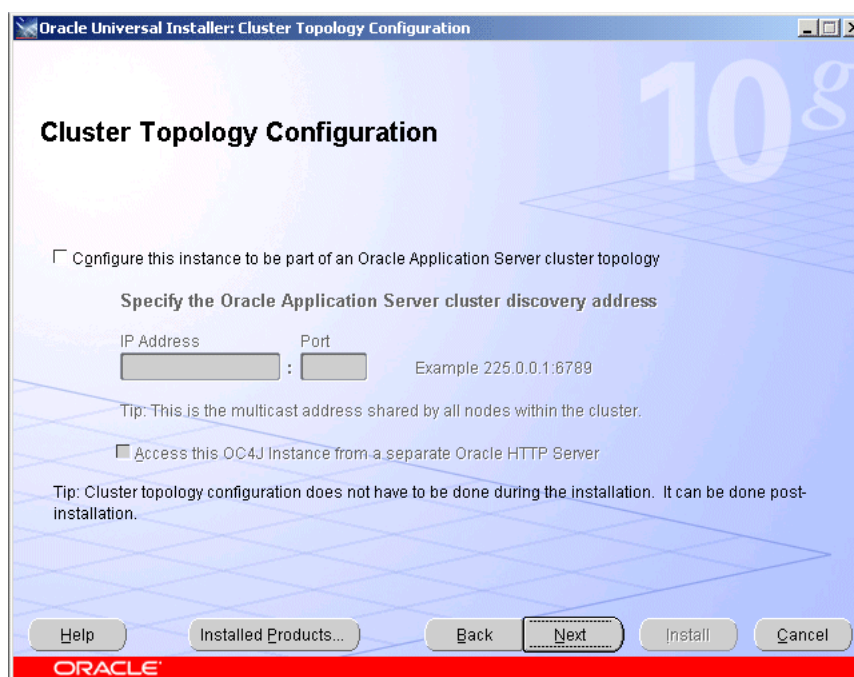 Oracle Universal Installer: Cluster Topology Configuration
10g
Cluster Topology Configuration
Configure this instance to be part of an Oracle Application Server cluster topology
Specify the Oracle Application Server cluster discovery address
IP Address Port
: Example 225.0.0.1:6789
Tip: This is the multicast address shared by all nodes within the cluster.
Access this OC4J Instance from a separate Oracle HTTP Server
Tip: Cluster topology configuration does not have to be done during the installation. It can be done post-
installation.
Help Installed Products... Back Next Install Cancel
ORACLE